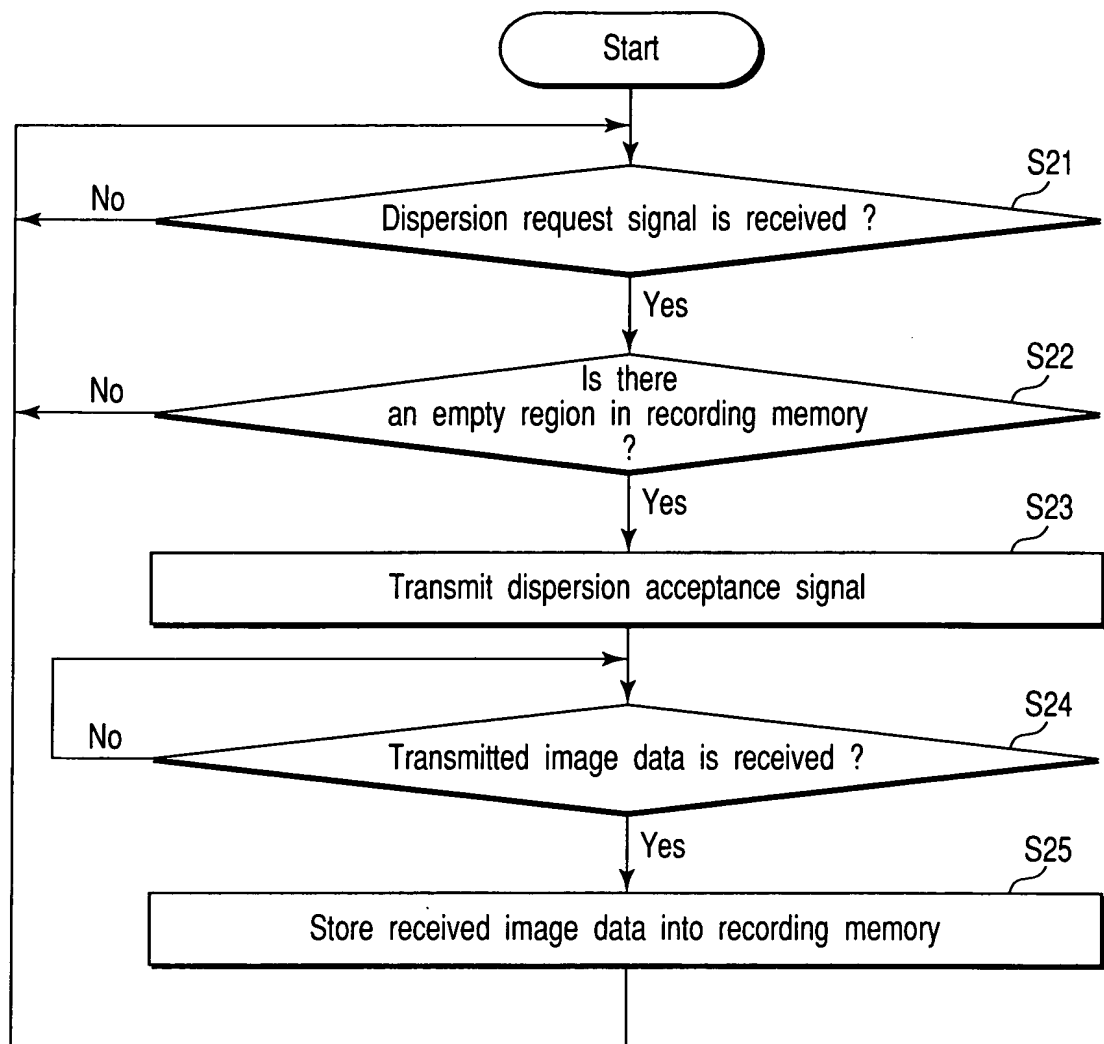 Start
S21
No
Dispersion request signal is received ?
Yes
S22
No
Is there
an empty region in recording memory
?
Yes
S23
Transmit dispersion acceptance signal
S24
No
Transmitted image data is received ?
Yes
S25
Store received image data into recording memory